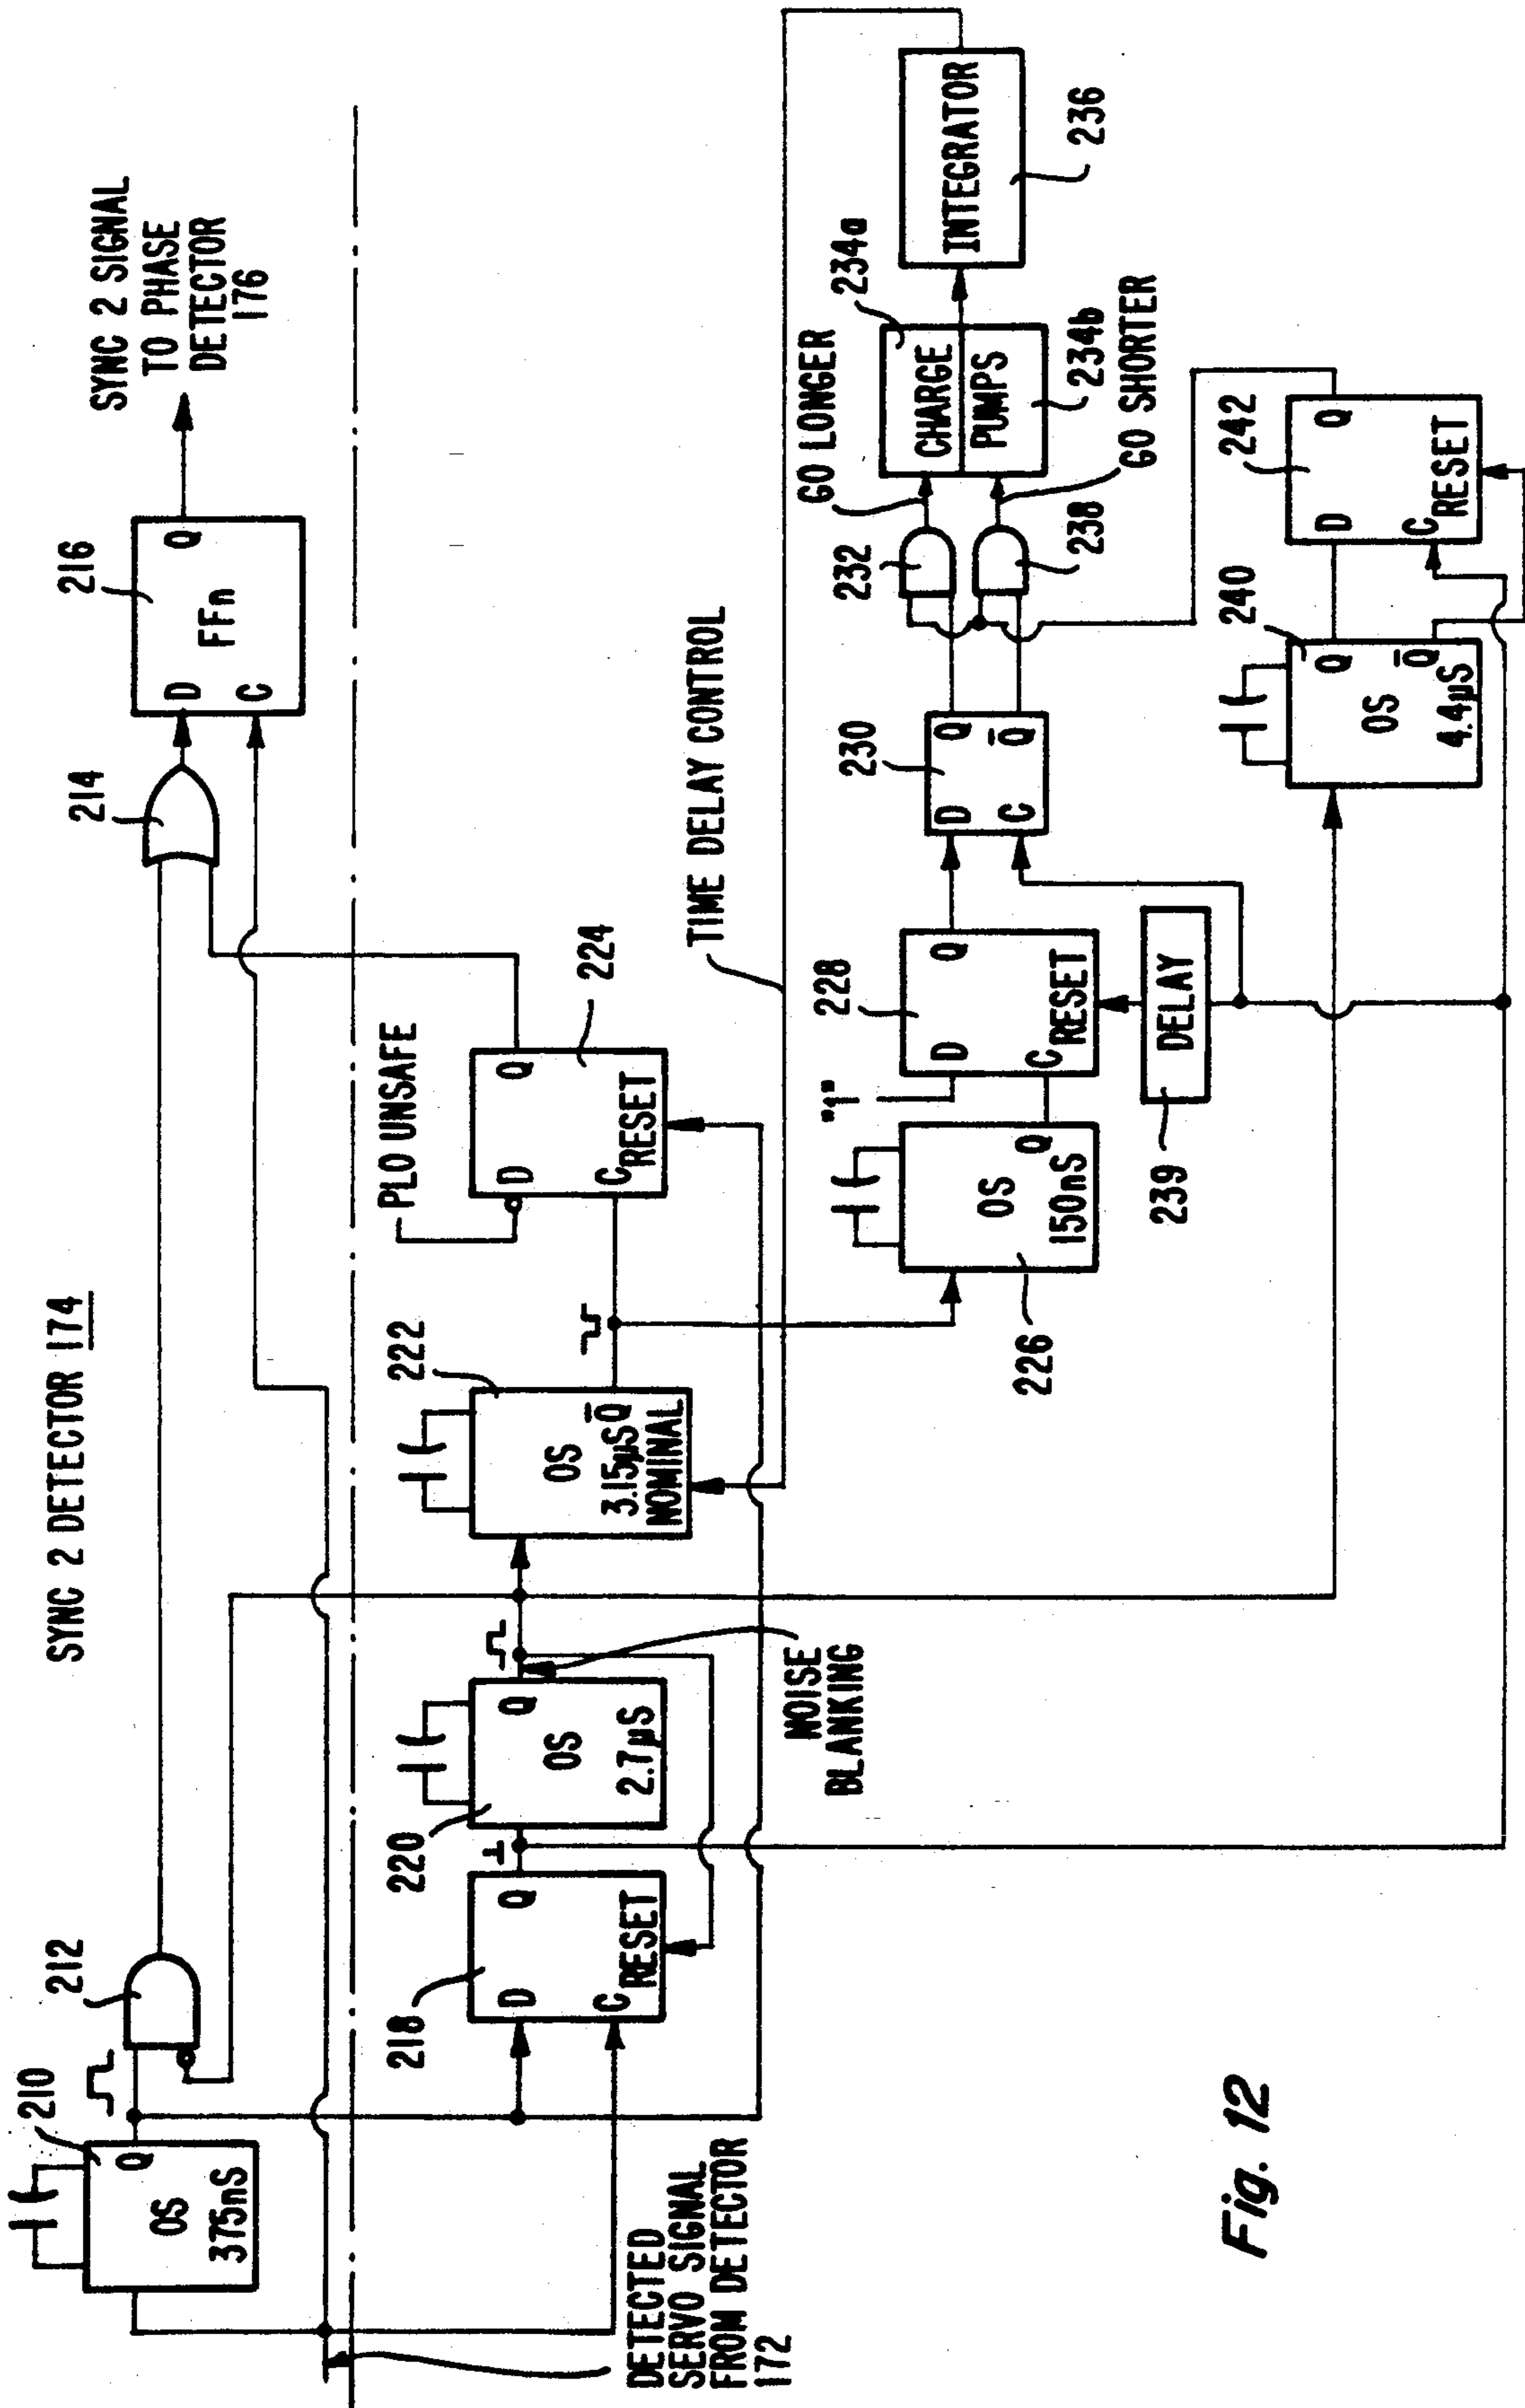 SYNC 2 DETECTOR 174
210
OS
375nS
Q
212
214
216
D
C
FFn
Q
SYNC 2 SIGNAL
TO PHASE
DETECTOR
176
DETECTED
SERVO SIGNAL
FROM DETECTOR
172
218
D
C
RESET
Q
220
OS
2.7µS
Q
NOISE
BLANKING
222
OS
3.15µS
NOMINAL
Q̅
PLO UNSAFE
D
C
RESET
Q
224
TIME DELAY CONTROL
226
OS
150nS
Q
"1"
228
D
C
RESET
Q
239
DELAY
230
D
C
Q
Q̅
232
238
GO LONGER
GO SHORTER
234a
CHARGE
PUMPS
234b
INTEGRATOR
236
240
OS
4.4µS
Q
Q̅
242
D
C
RESET
Q
Fig. 12